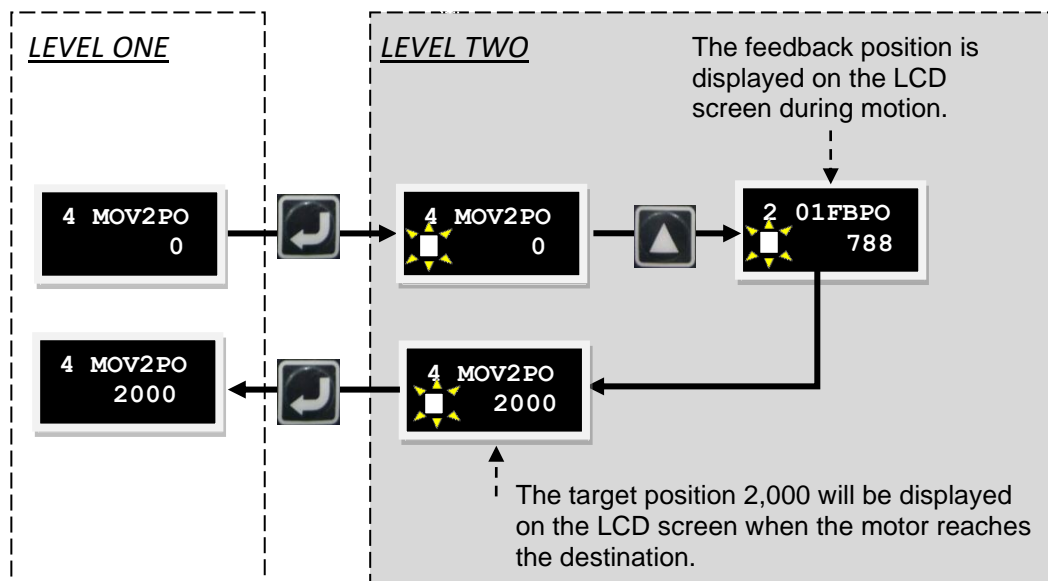 LEVEL ONE
LEVEL TWO
The feedback position is
displayed on the LCD
screen during motion.
4 MOV2PO
0
4 MOV2PO
0
2 01FBPO
788
4 MOV2PO
2000
4 MOV2PO
2000
The target position 2,000 will be displayed
on the LCD screen when the motor reaches
the destination.